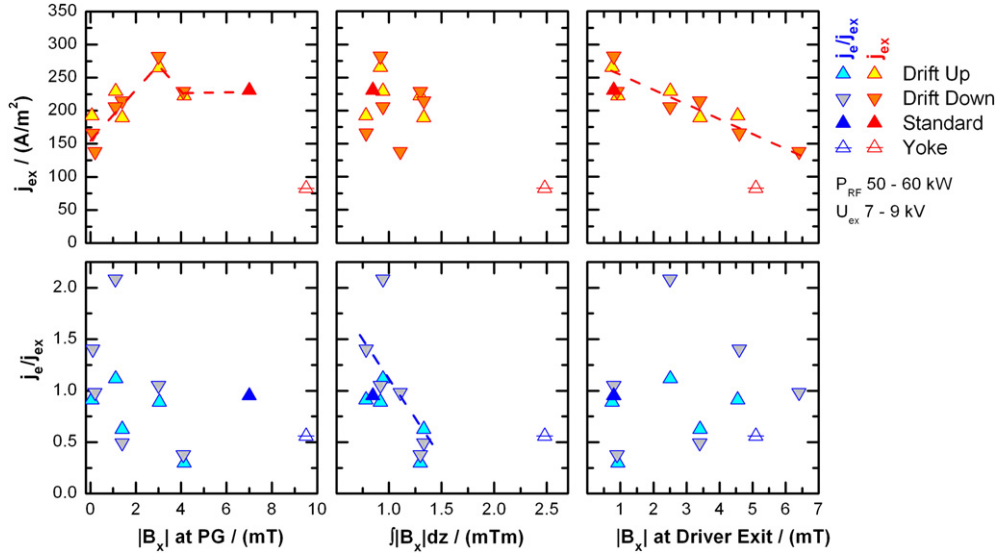 j_ex / (A/m²)
350
300
250
200
150
100
50
0
j_e/j_ex
j_ex
Drift Up
Drift Down
Standard
Yoke
P_RF 50 - 60 kW
U_ex 7 - 9 kV
j_e/j_ex
2.0
1.5
1.0
0.5
0.0
0 2 4 6 8 10
1.0 1.5 2.0 2.5
1 2 3 4 5 6 7
|B_x| at PG / (mT)
∫|B_x|dz / (mTm)
|B_x| at Driver Exit / (mT)